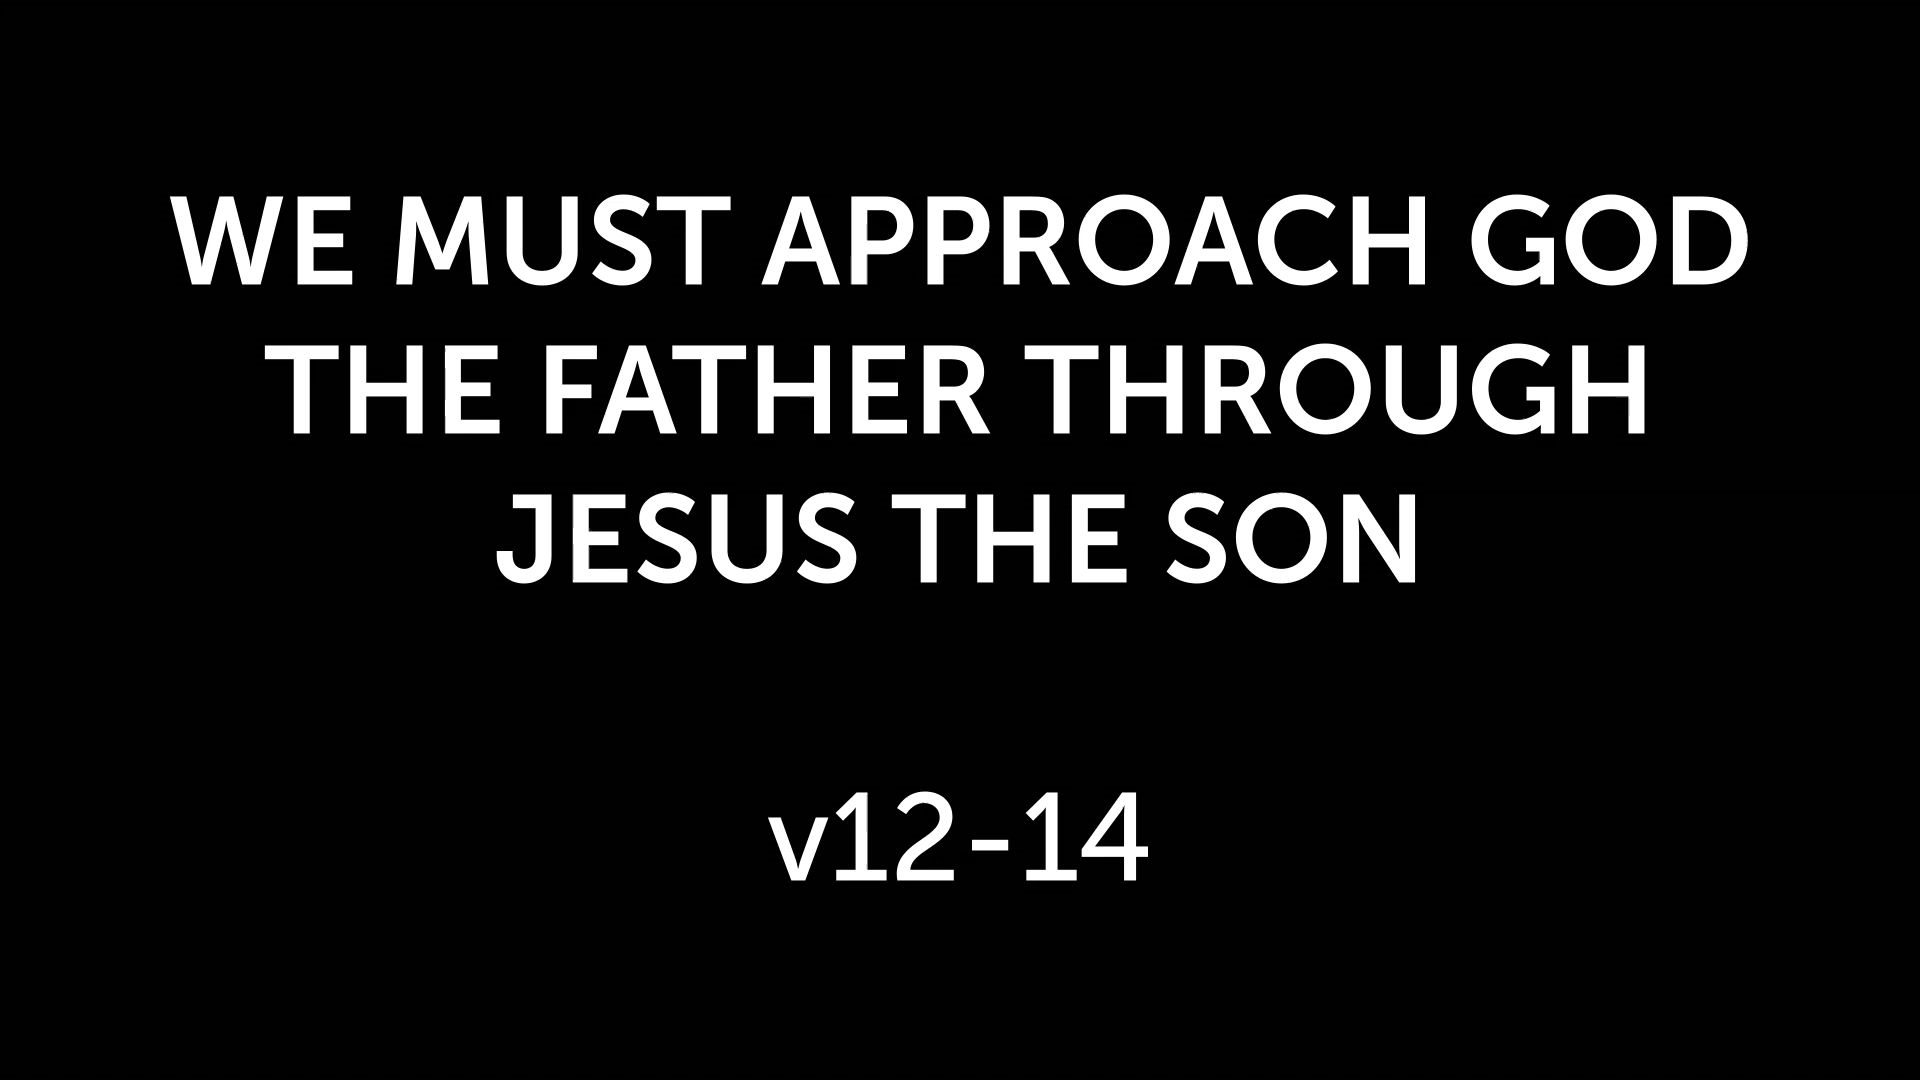 WE MUST APPROACH GOD
THE FATHER THROUGH
JESUS THE SON
v12-14